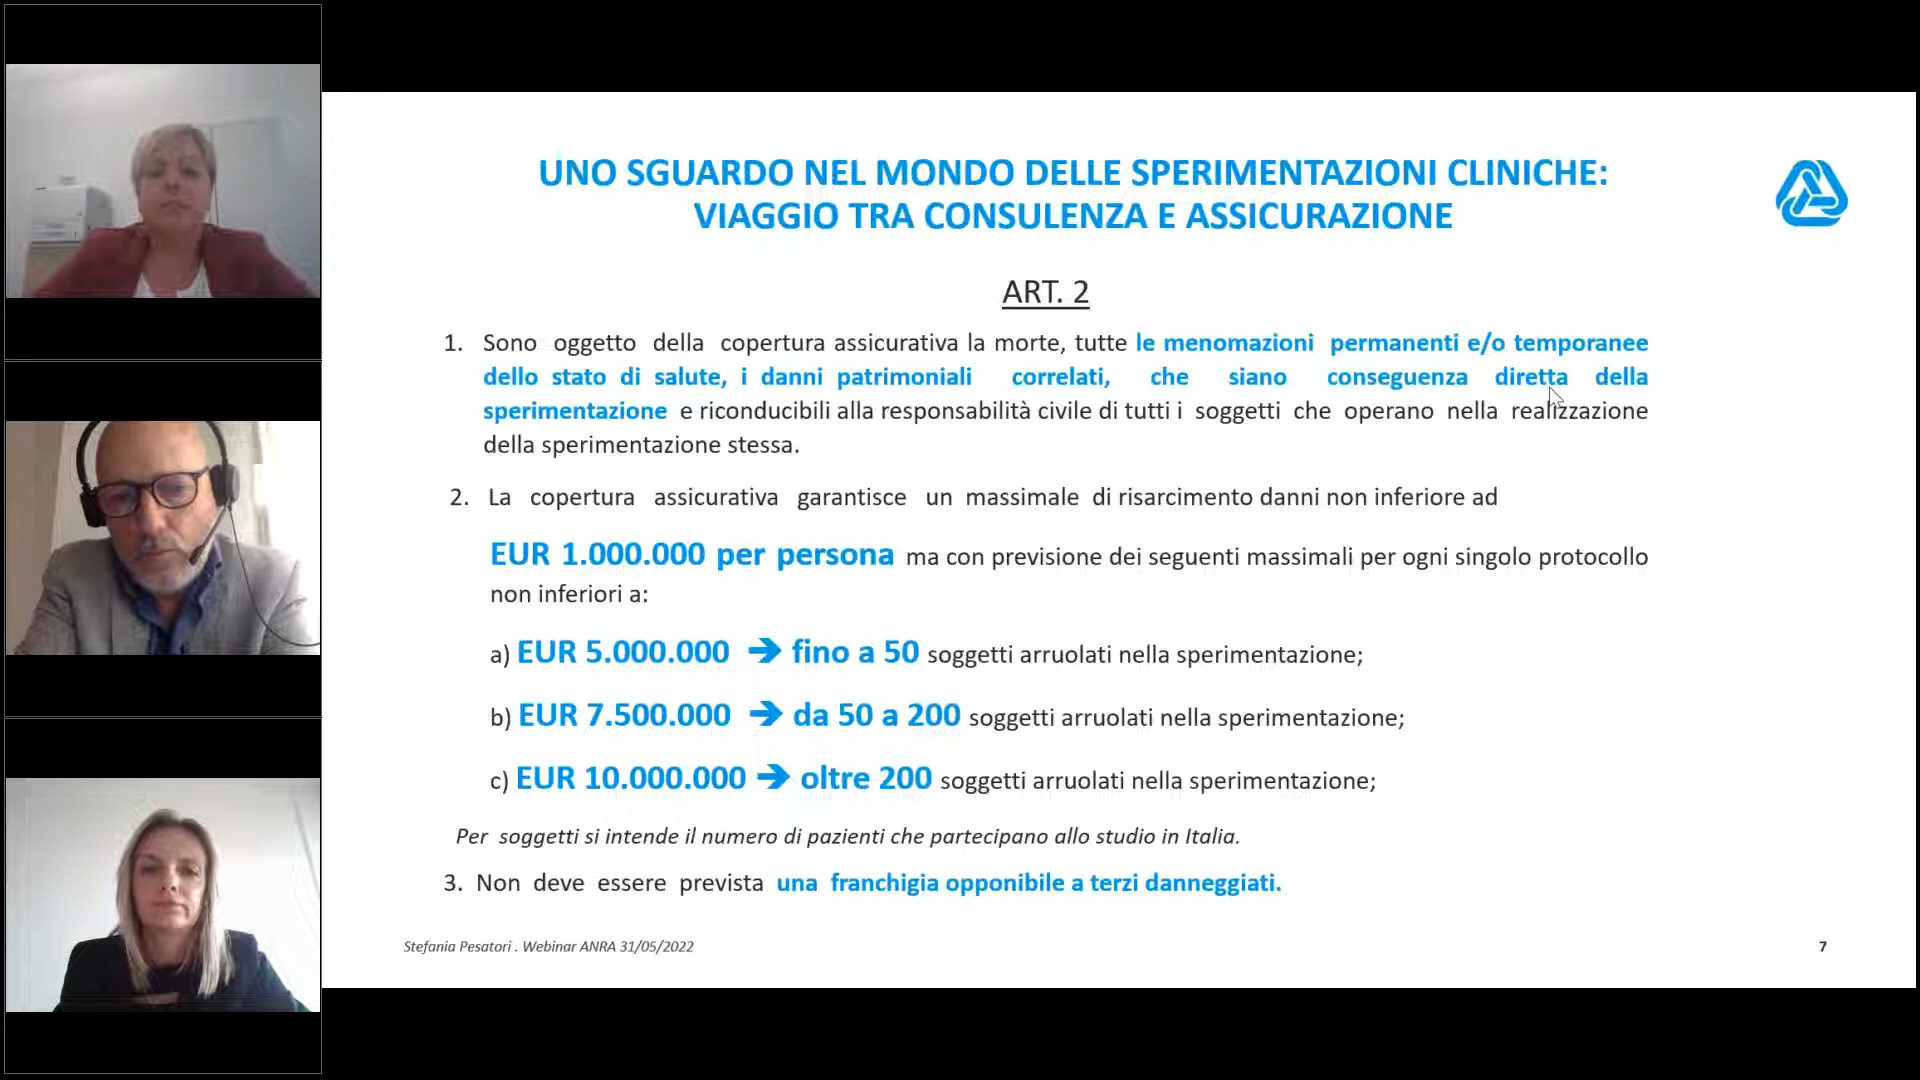 UNO SGUARDO NEL MONDO DELLE SPERIMENTAZIONI CLINICHE:
VIAGGIO TRA CONSULENZA E ASSICURAZIONE
ART. 2
1. Sono oggetto della copertura assicurativa la morte, tutte le menomazioni permanenti e/o temporanee
dello stato di salute, i danni patrimoniali correlati, che siano conseguenza diretta della
sperimentazione e riconducibili alla responsabilità civile di tutti i soggetti che operano nella realizzazione
della sperimentazione stessa.
2. La copertura assicurativa garantisce un massimale di risarcimento danni non inferiore ad
EUR 1.000.000 per persona ma con previsione dei seguenti massimali per ogni singolo protocollo
non inferiori a:
a) EUR 5.000.000 ➔ fino a 50 soggetti arruolati nella sperimentazione;
b) EUR 7.500.000 ➔ da 50 a 200 soggetti arruolati nella sperimentazione;
c) EUR 10.000.000 ➔ oltre 200 soggetti arruolati nella sperimentazione;
Per soggetti si intende il numero di pazienti che partecipano allo studio in Italia.
3. Non deve essere prevista una franchigia opponibile a terzi danneggiati.
Stefania Pesatori . Webinar ANRA 31/05/2022
7